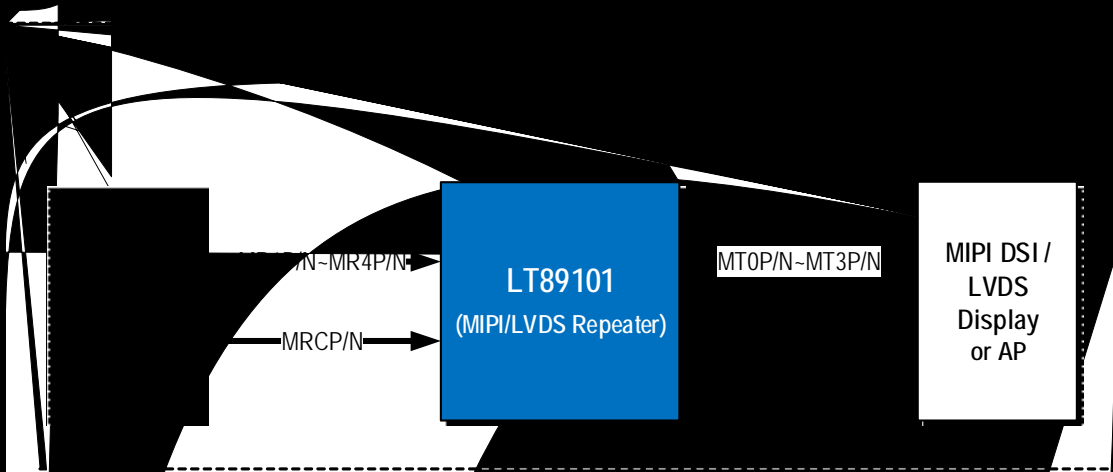 P/N~MR4P/N
MRCP/N
LT89101
(MIPI/LVDS Repeater)
MT0P/N~MT3P/N
MIPI DSI /
LVDS
Display
or AP